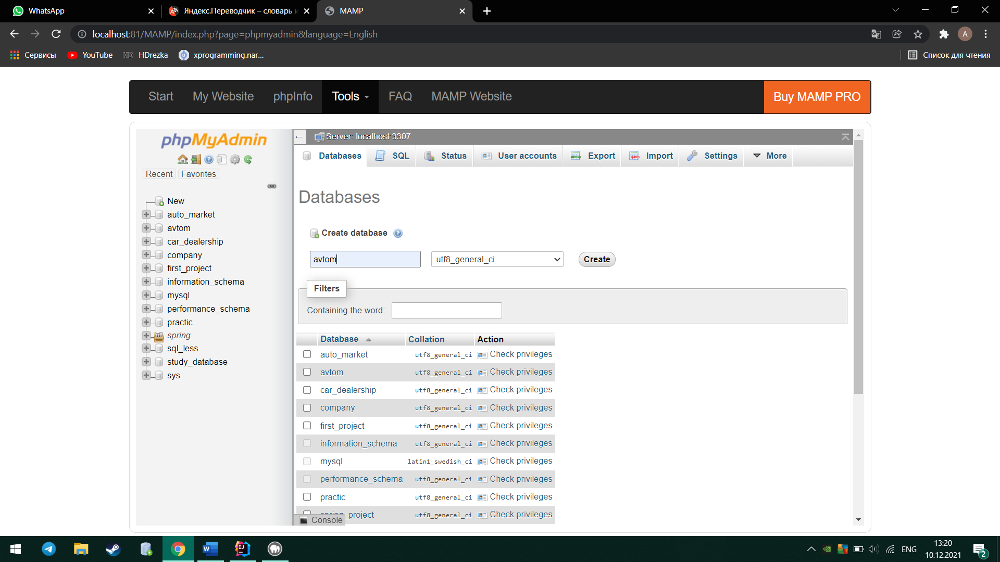 WhatsApp
Яндекс.Переводчик – словарь и
MAMP
localhost:81/MAMP/index.php?page=phpmyadmin&language=English
A
Сервисы
YouTube
HD HDrezka
xprogramming.nar...
Список для чтения
Start
My Website
phpInfo
Tools
FAQ
MAMP Website
Buy MAMP PRO
phpMyAdmin
Recent
Favorites
New
auto_market
avtom
car_dealership
company
first_project
information_schema
mysql
performance_schema
practic
spring
sql_less
study_database
sys
Server: localhost:3307
Databases
SQL
Status
User accounts
Export
Import
Settings
More
Databases
Create database
avtom
utf8_general_ci
Create
Filters
Containing the word:
Database Collation Action
auto_market utf8_general_ci Check privileges
avtom utf8_general_ci Check privileges
car_dealership utf8_general_ci Check privileges
company utf8_general_ci Check privileges
first_project utf8_general_ci Check privileges
information_schema utf8_general_ci Check privileges
mysql latin1_swedish_ci Check privileges
performance_schema utf8_general_ci Check privileges
practic utf8_general_ci Check privileges
spring_project utf8_general_ci Check privileges
Console
ENG
13:20
10.12.2021
2